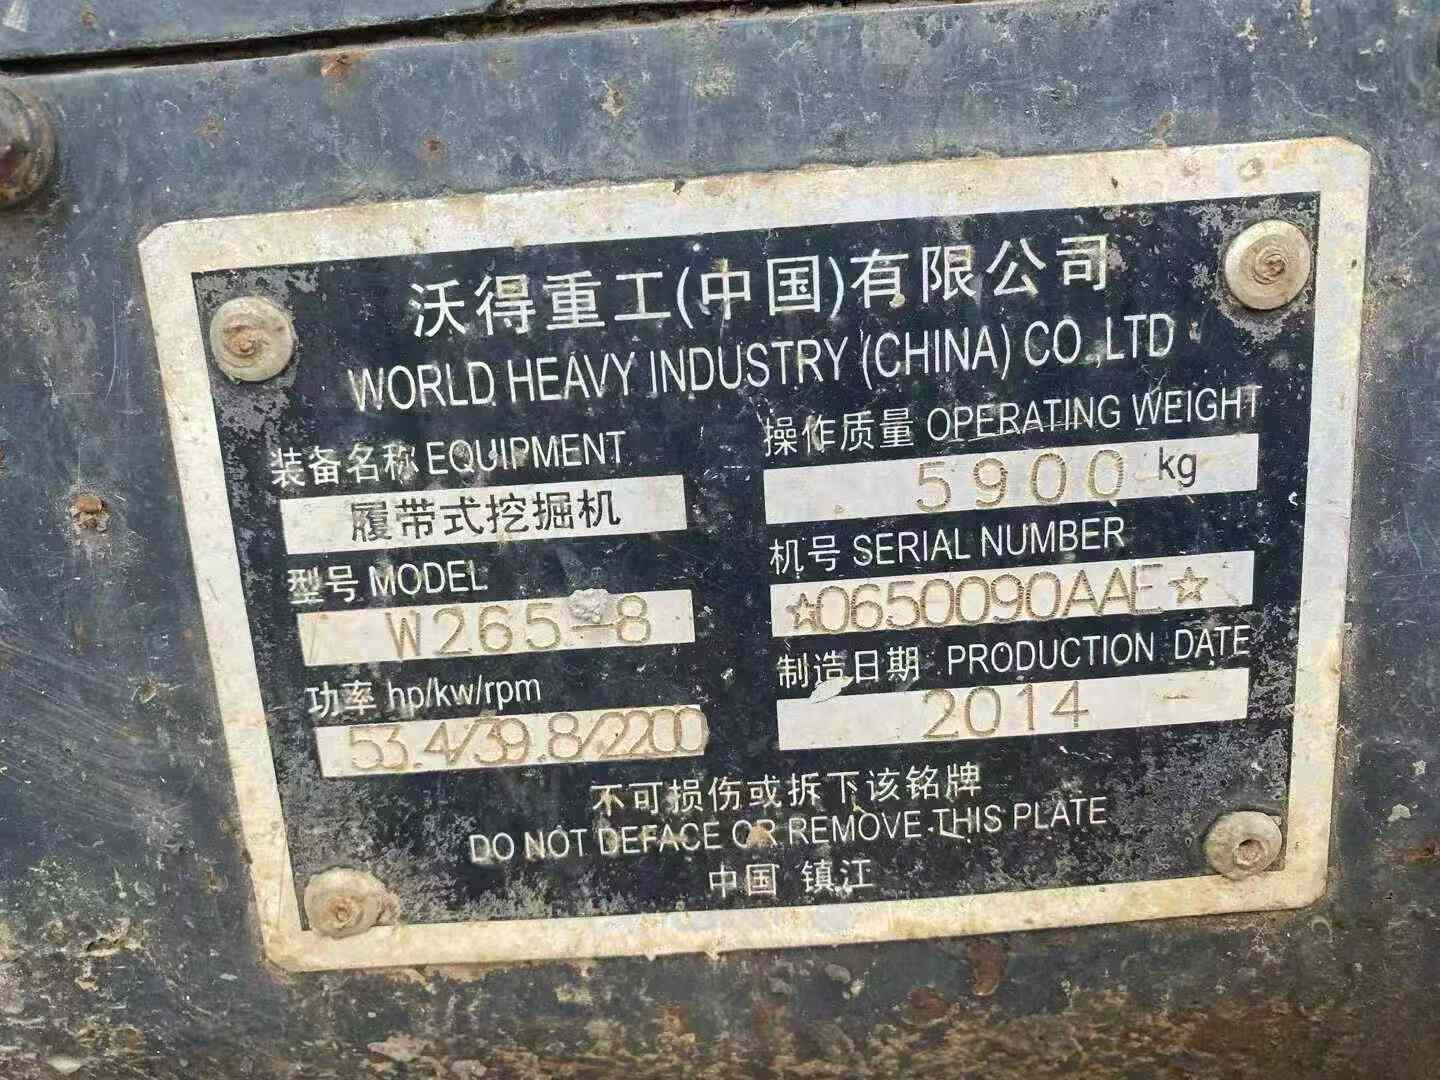 沃得重工(中国)有限公司
WORLD HEAVY INDUSTRY (CHINA) CO.,LTD
装备名称 EQUIPMENT
履带式挖掘机
型号 MODEL
W265-8
功率 hp/kw/rpm
53.4/39.8/2200
操作质量 OPERATING WEIGHT
5900 kg
机号 SERIAL NUMBER
☆0650090AAE☆
制造日期 PRODUCTION DATE
2014
不可损伤或拆下该铭牌
DO NOT DEFACE OR REMOVE THIS PLATE
中国 镇江